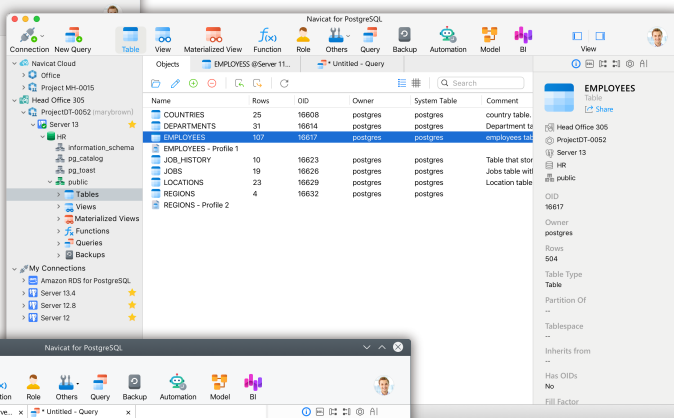 Navicat for PostgreSQL
Connection New Query Table View Materialized View Function Role Others Query Backup Automation Model BI View
Objects EMPLOYEES @Server 11... * Untitled - Query
Search
Navicat Cloud
Office
Project MH-0015
Head Office 305
ProjectDT-0052 (marybrown)
Server 13
HR
information_schema
pg_catalog
pg_toast
public
Tables
Views
Materialized Views
Functions
Queries
Backups
My Connections
Amazon RDS for PostgreSQL
Server 13.4
Server 12.8
Server 12
Name Rows OID Owner System Table Comment
COUNTRIES 25 16608 postgres postgres country table.
DEPARTMENTS 31 16614 postgres postgres Department ta
EMPLOYEES 107 16617 postgres postgres employees tab
EMPLOYEES - Profile 1
JOB_HISTORY 10 16623 postgres postgres Table that stor
JOBS 19 16626 postgres postgres Jobs table with
LOCATIONS 23 16629 postgres postgres Location table
REGIONS 4 16632 postgres postgres
REGIONS - Profile 2
EMPLOYEES
Table
Share
Head Office 305
ProjectDT-0052
Server 13
HR
public
OID
16617
Owner
postgres
Rows
504
Table Type
Table
Partition Of
--
Tablespace
--
Inherits from
--
Has OIDs
No
Fill Factor
Navicat for PostgreSQL
tion Role Others Query Backup Automation Model BI
rve... * Untitled - Query